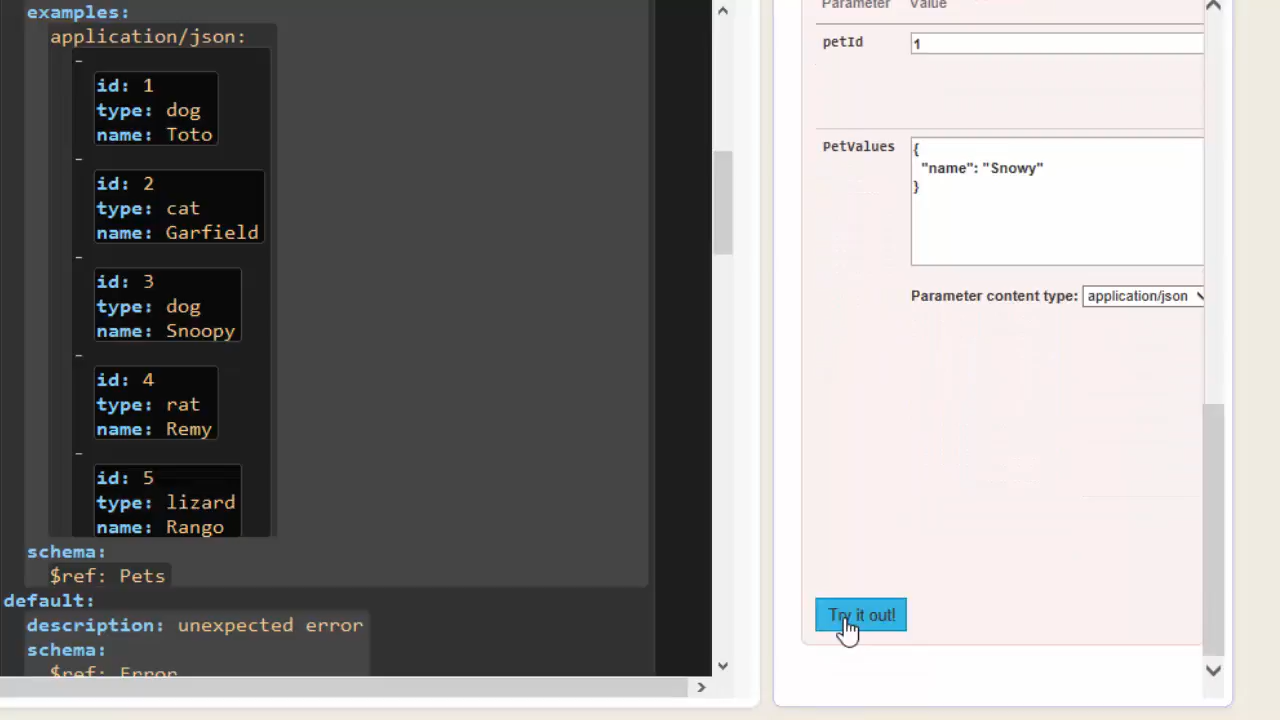 examples:
application/json:
-
id: 1
type: dog
name: Toto
-
id: 2
type: cat
name: Garfield
-
id: 3
type: dog
name: Snoopy
-
id: 4
type: rat
name: Remy
-
id: 5
type: lizard
name: Rango
schema:
$ref: Pets
default:
description: unexpected error
schema:
$ref: Error
Parameter Value
petId 1
PetValues {
"name": "Snowy"
}
Parameter content type: application/json
Try it out!